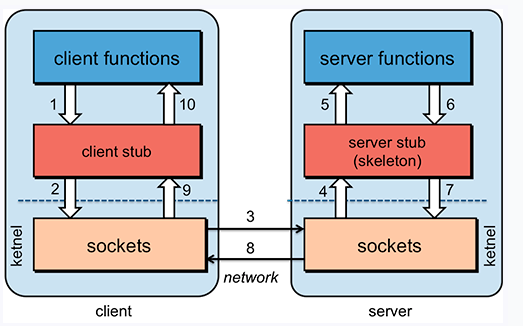 client functions
server functions
1
10
5
6
client stub
server stub
(skeleton)
2
9
4
7
3
sockets
sockets
8
ketnel
ketnel
network
client
server